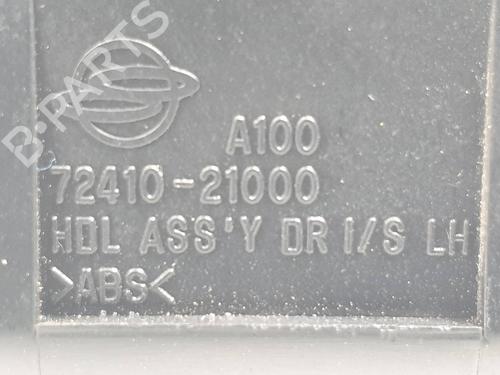 B-PARTS
A100
72410-21000
HDL ASS'Y DR I/S LH
>ABS<